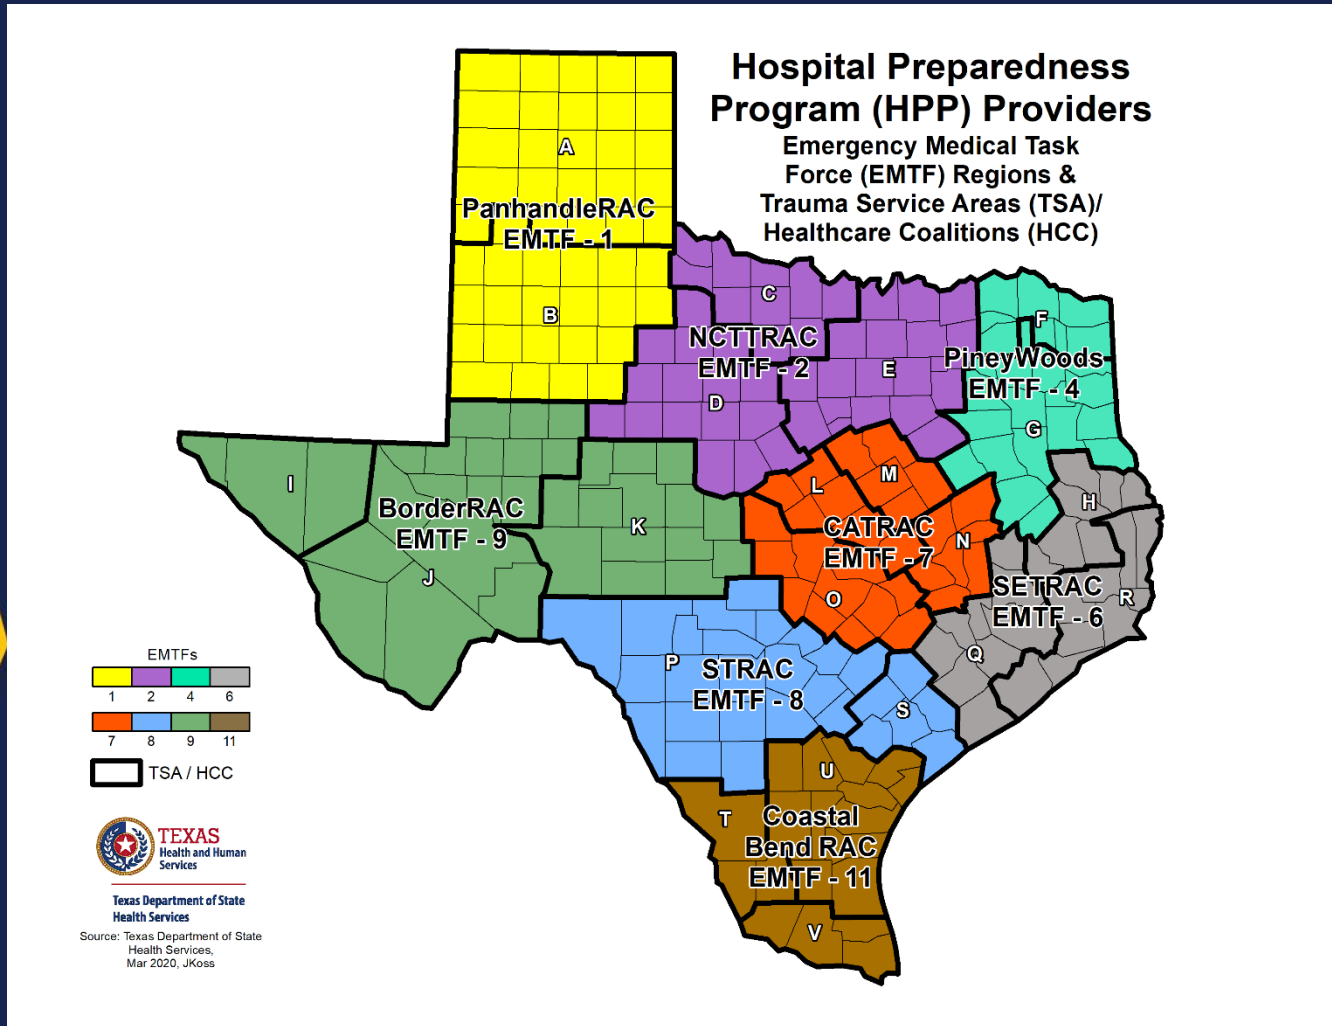 Hospital Preparedness
Program (HPP) Providers
Emergency Medical Task
Force (EMTF) Regions &
Trauma Service Areas (TSA)/
Healthcare Coalitions (HCC)
A
PanhandleRAC
EMTF - 1
B
C
NCTTRAC
EMTF - 2
E
D
F
PineyWoods
EMTF - 4
G
I
BorderRAC
EMTF - 9
K
J
L
M
CATRAC
EMTF - 7
N
O
H
SETRAC
EMTF - 6
R
Q
P
STRAC
EMTF - 8
S
U
T
Coastal
Bend RAC
EMTF - 11
V
EMTFs
1 2 4 6
7 8 9 11
TSA / HCC
TEXAS
Health and Human
Services
Texas Department of State
Health Services
Source: Texas Department of State
Health Services,
Mar 2020, JKoss